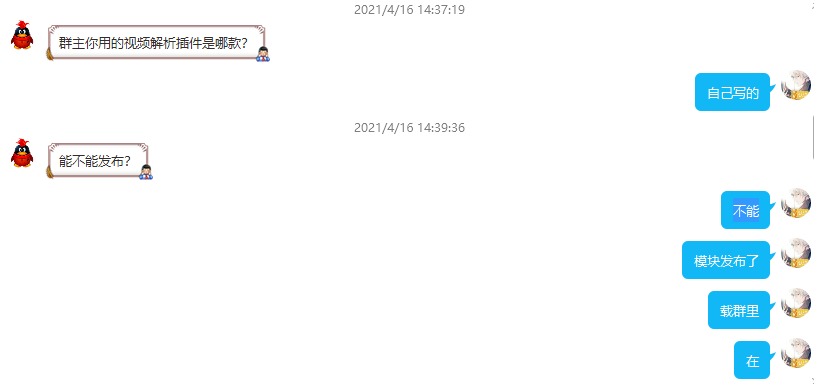 2021/4/16 14:37:19
群主你用的视频解析插件是哪款？
自己写的
2021/4/16 14:39:36
能不能发布？
不能
模块发布了
载群里
在